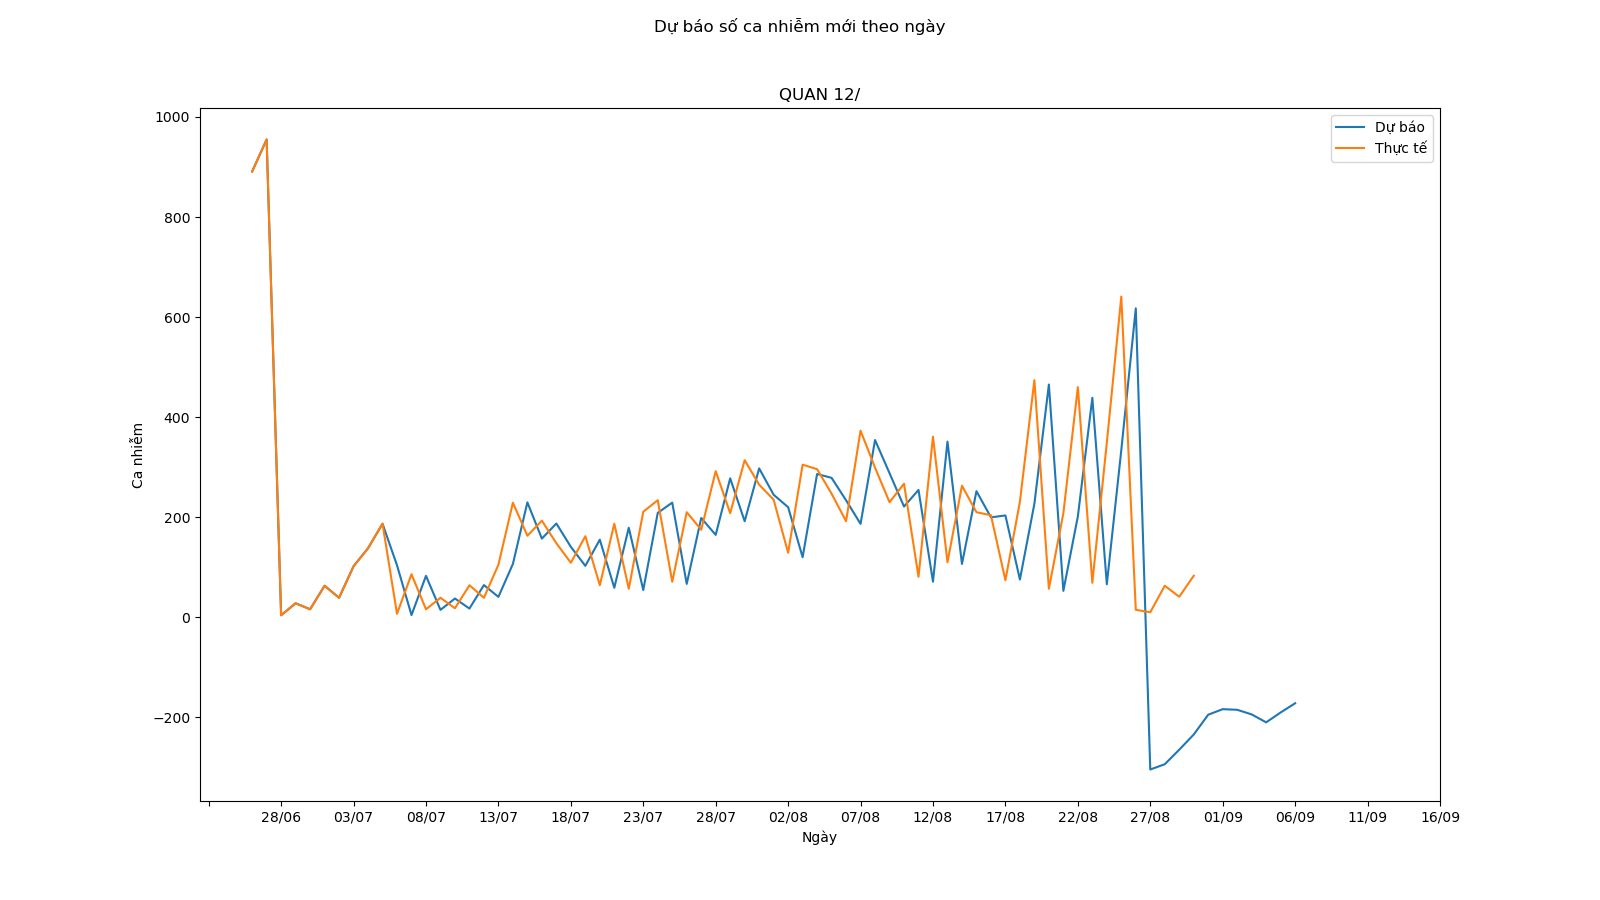 Dự báo số ca nhiễm mới theo ngày
QUAN 12/
Dự báo
Thực tế
1000
800
600
400
200
0
−200
Ca nhiễm
28/06 03/07 08/07 13/07 18/07 23/07 28/07 02/08 07/08 12/08 17/08 22/08 27/08 01/09 06/09 11/09 16/09
Ngày